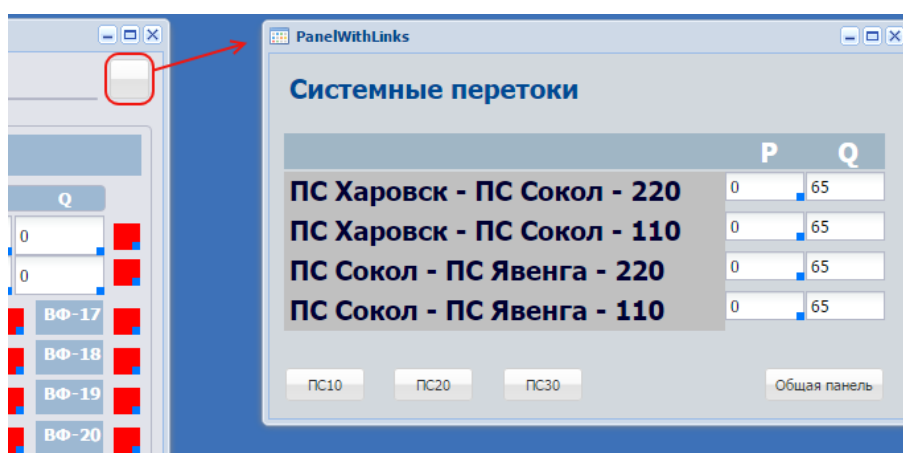 PanelWithLinks
Системные перетоки
P Q
ПС Харовск - ПС Сокол - 220 0 65
ПС Харовск - ПС Сокол - 110 0 65
ПС Сокол - ПС Явенга - 220 0 65
ПС Сокол - ПС Явенга - 110 0 65
ПС10 ПС20 ПС30 Общая панель
Q
0
0
ВФ-17
ВФ-18
ВФ-19
ВФ-20